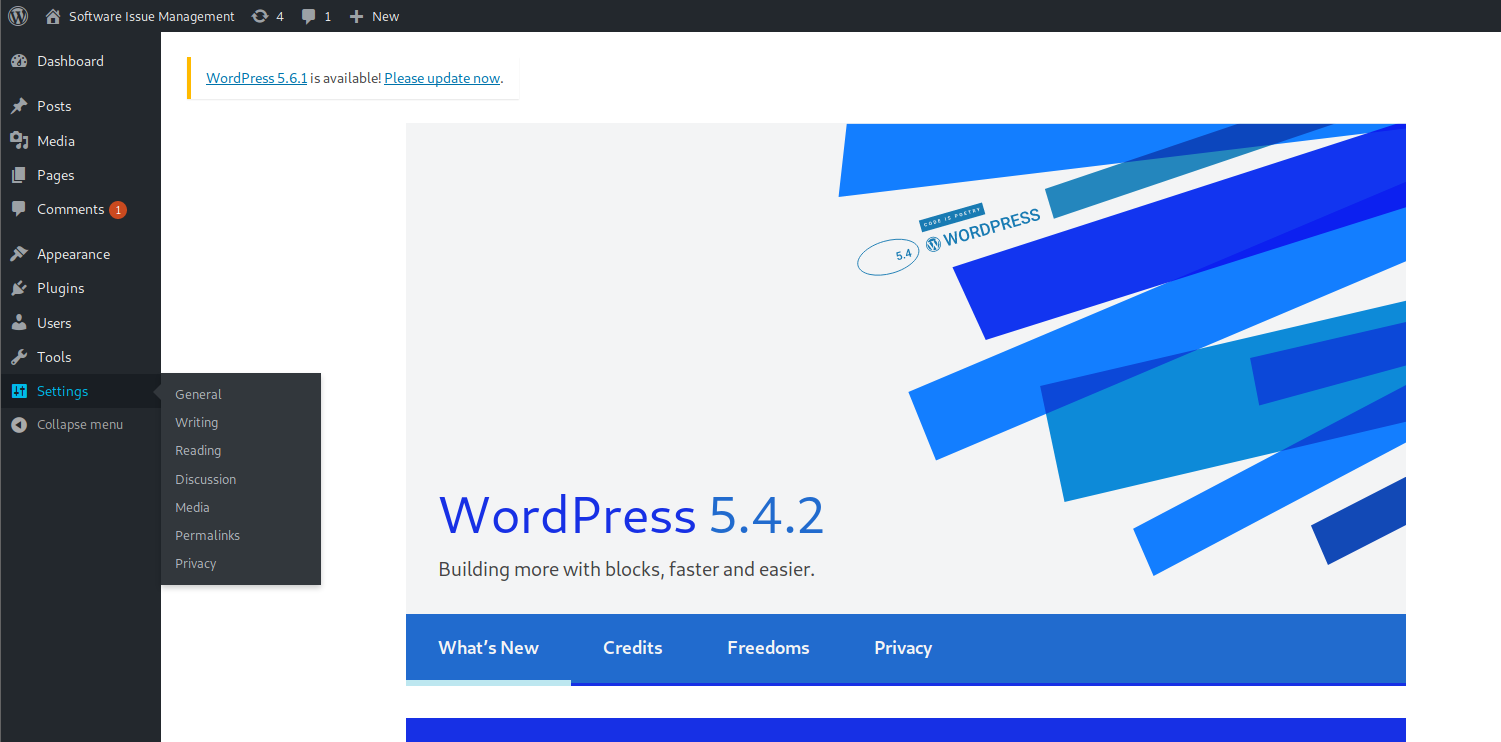 Software Issue Management 4 1 New
Dashboard
Posts
Media
Pages
Comments 1
Appearance
Plugins
Users
Tools
Settings
Collapse menu
General
Writing
Reading
Discussion
Media
Permalinks
Privacy
WordPress 5.6.1 is available! Please update now.
CODE IS POETRY
WORDPRESS
5.4
WordPress 5.4.2
Building more with blocks, faster and easier.
What's New Credits Freedoms Privacy